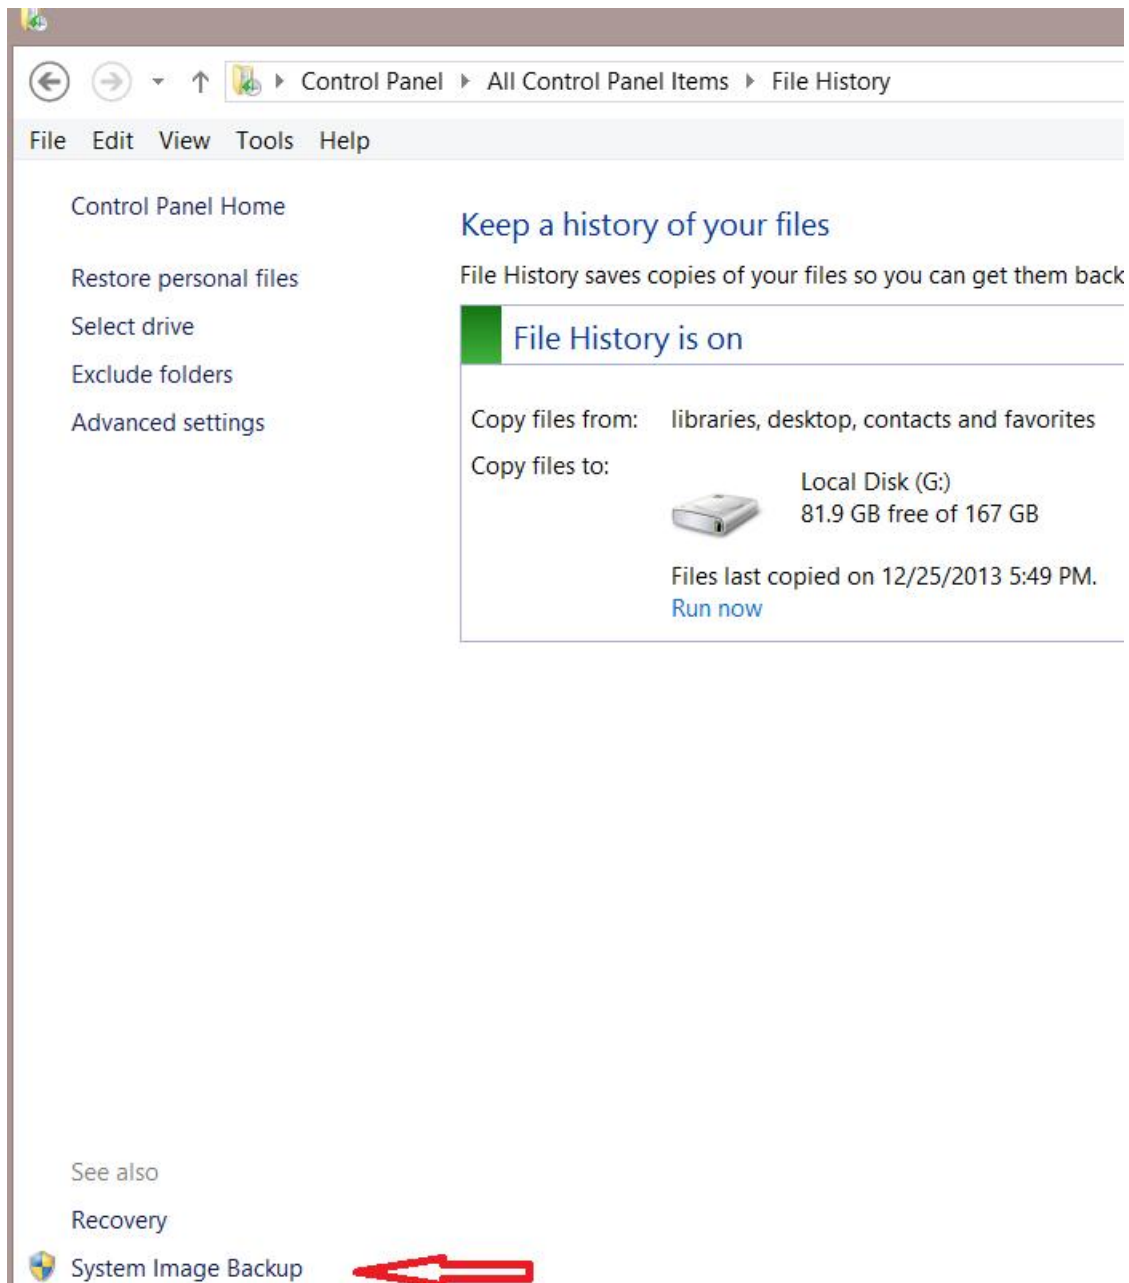 Control Panel All Control Panel Items File History
File Edit View Tools Help
Control Panel Home
Restore personal files
Select drive
Exclude folders
Advanced settings
Keep a history of your files
File History saves copies of your files so you can get them back
File History is on
Copy files from: libraries, desktop, contacts and favorites
Copy files to:
Local Disk (G:)
81.9 GB free of 167 GB
Files last copied on 12/25/2013 5:49 PM.
Run now
See also
Recovery
System Image Backup